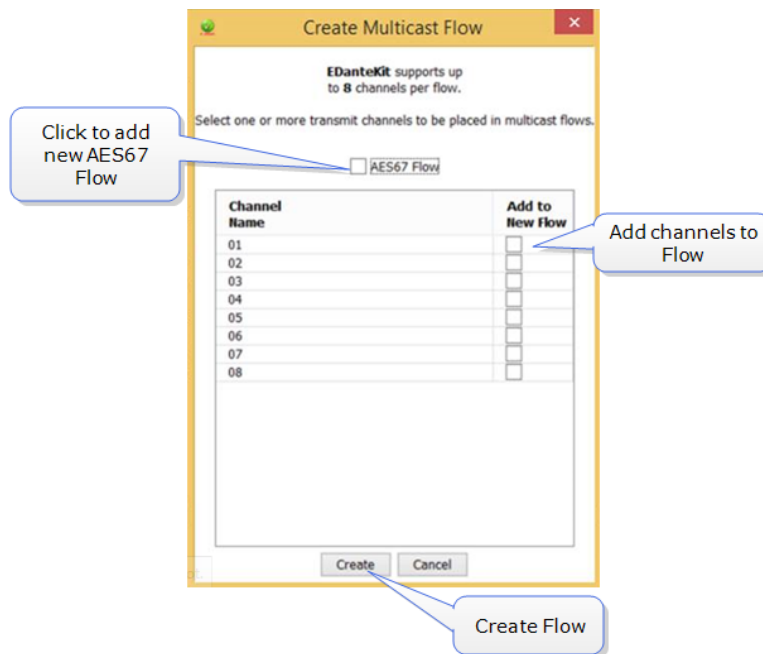 Create Multicast Flow
EDanteKit supports up
to 8 channels per flow.
Select one or more transmit channels to be placed in multicast flows.
Click to add
new AES67
Flow
AES67 Flow
Channel
Name
Add to
New Flow
01
02
03
04
05
06
07
08
Add channels to
Flow
Create
Cancel
Create Flow